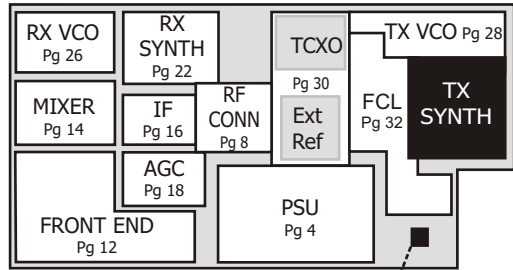 RX VCO
Pg 26
RX
SYNTH
Pg 22
TCXO
Pg 30
Ext
Ref
TX VCO Pg 28
MIXER
Pg 14
IF
Pg 16
RF
CONN
Pg 8
FCL
Pg 32
TX
SYNTH
AGC
Pg 18
FRONT END
Pg 12
PSU
Pg 4